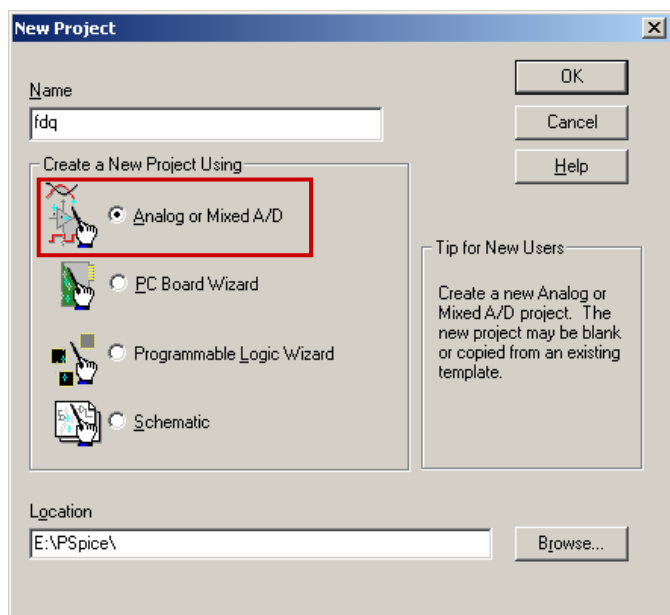 New Project
Name
fdq
OK
Cancel
Help
Create a New Project Using
Analog or Mixed A/D
PC Board Wizard
Programmable Logic Wizard
Schematic
Tip for New Users
Create a new Analog or
Mixed A/D project. The
new project may be blank
or copied from an existing
template.
Location
E:\PSpice\
Browse...